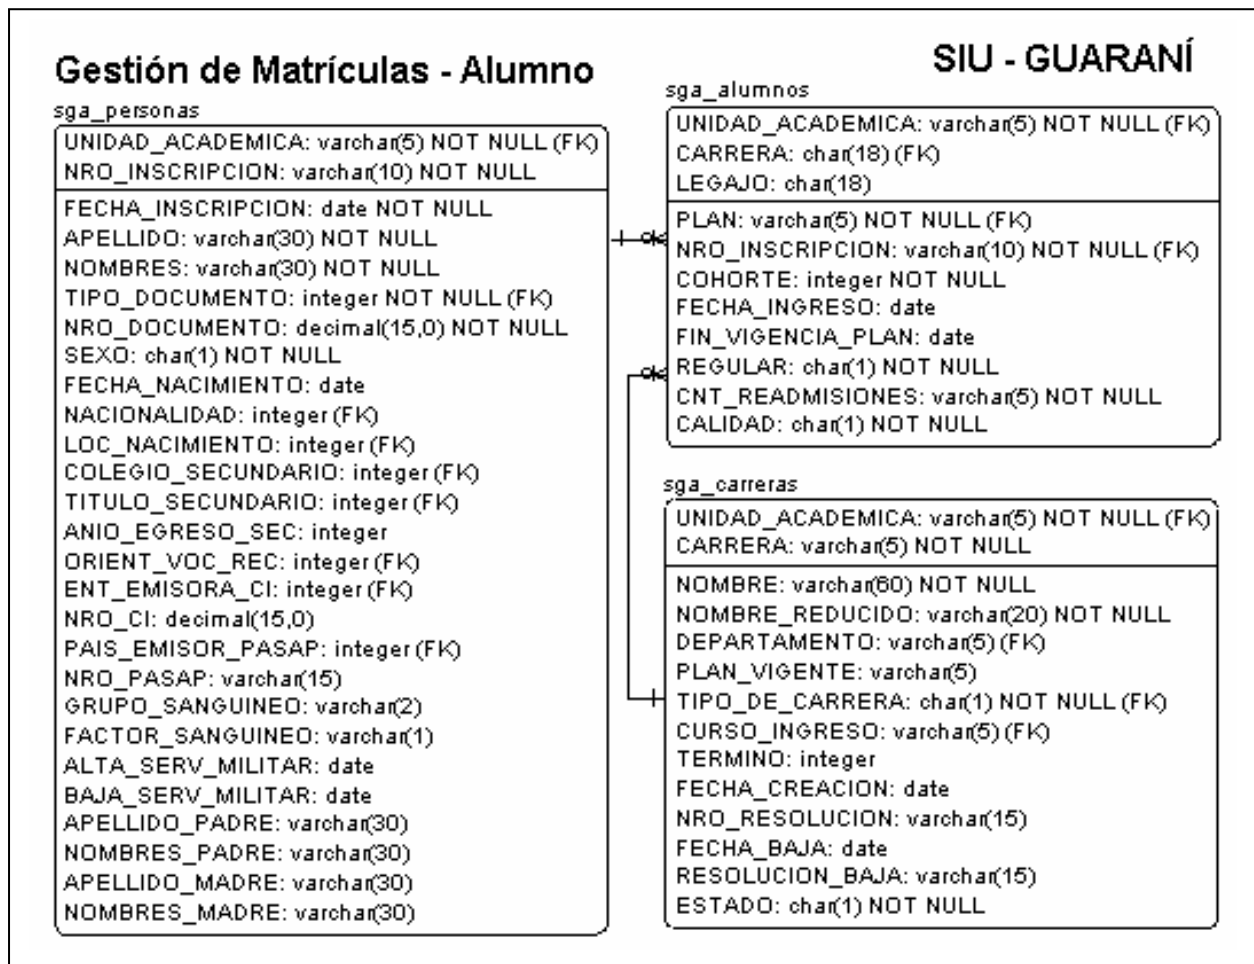 Gestión de Matrículas - Alumno
SIU - GUARANÍ
sga_personas
UNIDAD_ACADEMICA: varchar(5) NOT NULL (FK)
NRO_INSCRIPCION: varchar(10) NOT NULL
FECHA_INSCRIPCION: date NOT NULL
APELLIDO: varchar(30) NOT NULL
NOMBRES: varchar(30) NOT NULL
TIPO_DOCUMENTO: integer NOT NULL (FK)
NRO_DOCUMENTO: decimal(15,0) NOT NULL
SEXO: char(1) NOT NULL
FECHA_NACIMIENTO: date
NACIONALIDAD: integer (FK)
LOC_NACIMIENTO: integer (FK)
COLEGIO_SECUNDARIO: integer (FK)
TITULO_SECUNDARIO: integer (FK)
ANIO_EGRESO_SEC: integer
ORIENT_VOC_REC: integer (FK)
ENT_EMISORA_CI: integer (FK)
NRO_CI: decimal(15,0)
PAIS_EMISOR_PASAP: integer (FK)
NRO_PASAP: varchar(15)
GRUPO_SANGUINEO: varchar(2)
FACTOR_SANGUINEO: varchar(1)
ALTA_SERV_MILITAR: date
BAJA_SERV_MILITAR: date
APELLIDO_PADRE: varchar(30)
NOMBRES_PADRE: varchar(30)
APELLIDO_MADRE: varchar(30)
NOMBRES_MADRE: varchar(30)
sga_alumnos
UNIDAD_ACADEMICA: varchar(5) NOT NULL (FK)
CARRERA: char(18) (FK)
LEGAJO: char(18)
PLAN: varchar(5) NOT NULL (FK)
NRO_INSCRIPCION: varchar(10) NOT NULL (FK)
COHORTE: integer NOT NULL
FECHA_INGRESO: date
FIN_VIGENCIA_PLAN: date
REGULAR: char(1) NOT NULL
CNT_READMISIONES: varchar(5) NOT NULL
CALIDAD: char(1) NOT NULL
sga_carreras
UNIDAD_ACADEMICA: varchar(5) NOT NULL (FK)
CARRERA: varchar(5) NOT NULL
NOMBRE: varchar(60) NOT NULL
NOMBRE_REDUCIDO: varchar(20) NOT NULL
DEPARTAMENTO: varchar(5) (FK)
PLAN_VIGENTE: varchar(5)
TIPO_DE_CARRERA: char(1) NOT NULL (FK)
CURSO_INGRESO: varchar(5) (FK)
TERMINO: integer
FECHA_CREACION: date
NRO_RESOLUCION: varchar(15)
FECHA_BAJA: date
RESOLUCION_BAJA: varchar(15)
ESTADO: char(1) NOT NULL